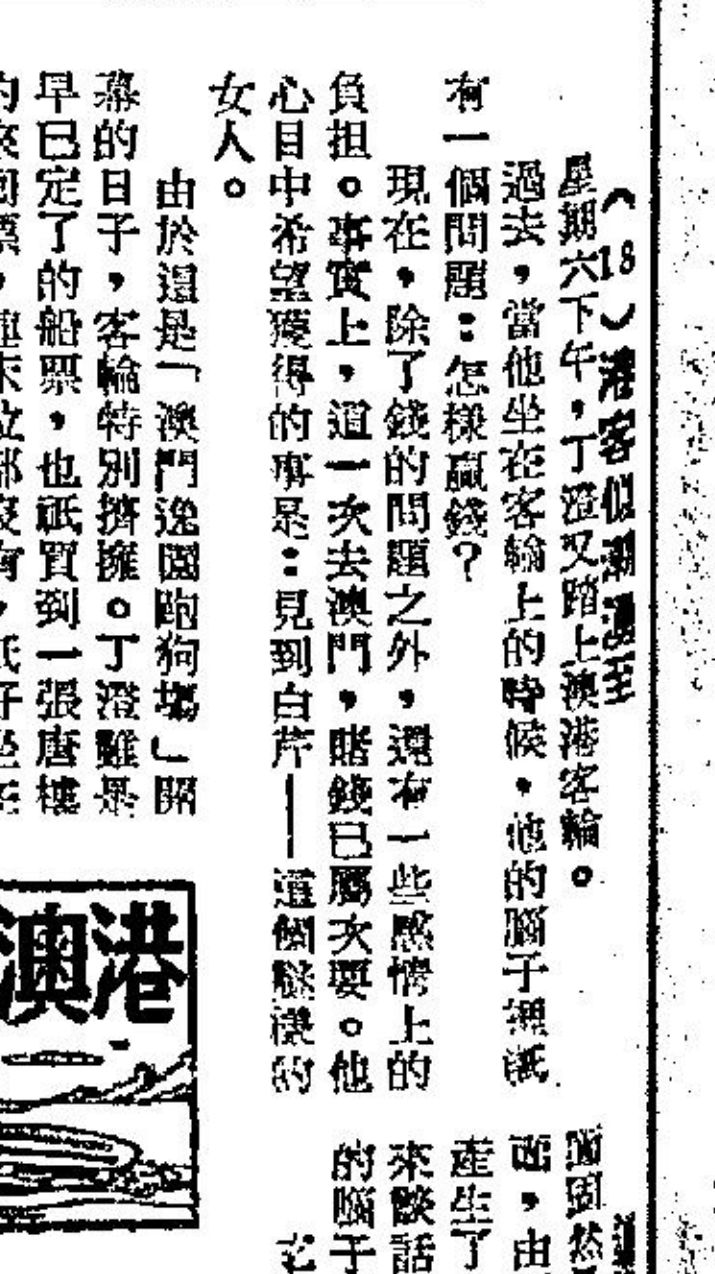 （18）港客似潮湧至
星期六下午，丁澄又踏上澳港客輪。
過去，當他坐在客輪上的時候，他的腦子裡祇
有一個問題：怎樣贏錢？
現在，除了錢的問題之外，還有一些感情上的
負担。事實上，這一次去澳門，賭錢已屬次要。他
心目中希望獲得的事是：見到白芹——這個謎樣的
女人。
由於這是「澳門逸園跑狗場」開
幕的日子，客輪特別擠擁。丁澄雖是
早已定了的船票，也祇買到一張唐樓
港澳
固然
面，由
產生了
來談話
的腦子